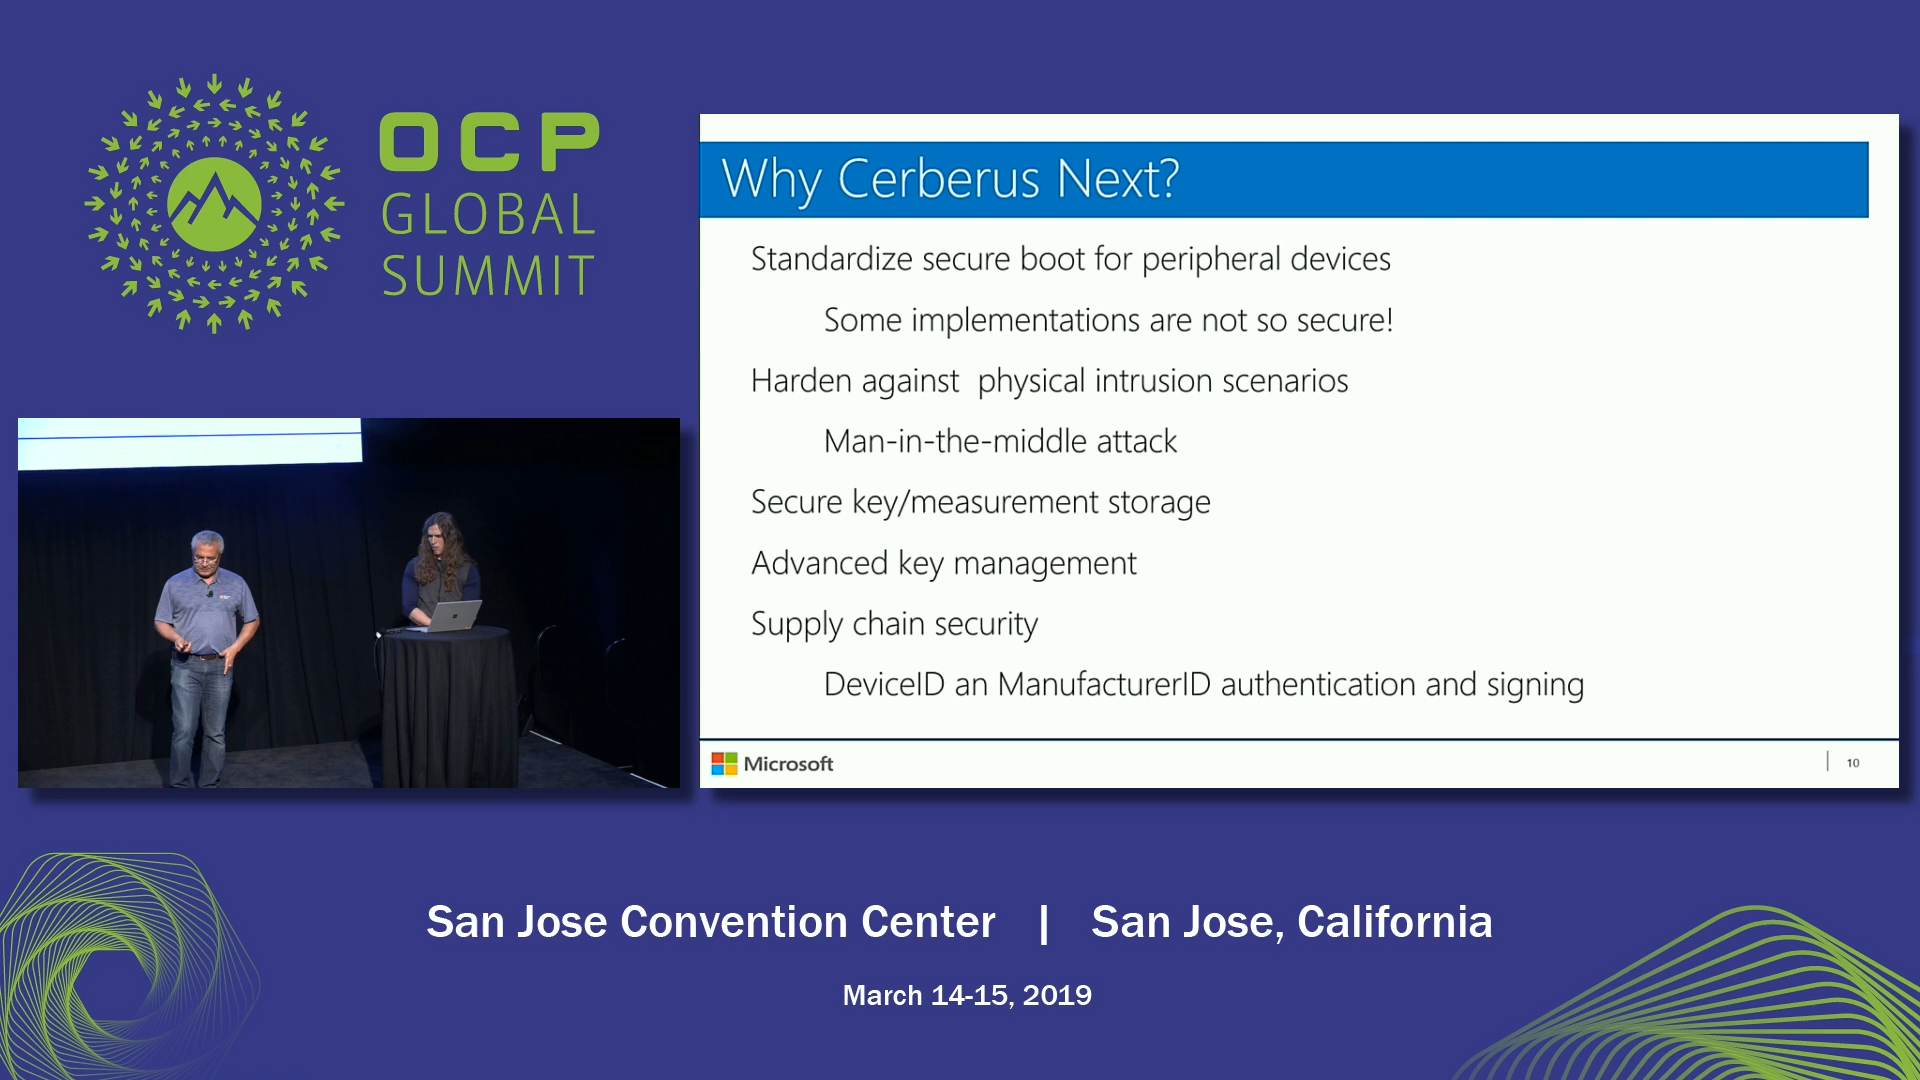 OCP
GLOBAL
SUMMIT
Why Cerberus Next?
Standardize secure boot for peripheral devices
Some implementations are not so secure!
Harden against  physical intrusion scenarios
Man-in-the-middle attack
Secure key/measurement storage
Advanced key management
Supply chain security
DeviceID an ManufacturerID authentication and signing
Microsoft
10
San Jose Convention Center | San Jose, California
March 14-15, 2019